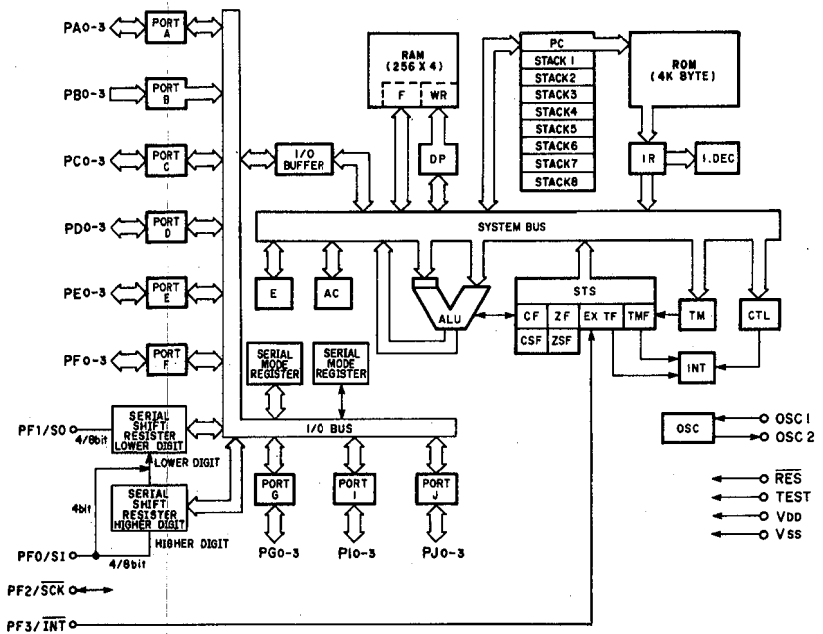 PA0-3
PORT
A
PB0-3
PORT
B
PC0-3
PORT
C
PD0-3
PORT
D
PE0-3
PORT
E
PF0-3
PORT
F
I/O
BUFFER
RAM
(256 X 4)
F
WR
DP
PC
STACK 1
STACK2
STACK3
STACK4
STACK5
STACK6
STACK7
STACK8
ROM
(4K BYTE)
IR
I.DEC
SYSTEM BUS
E
AC
ALU
STS
CF
ZF
EX TF
TMF
CSF
ZSF
TM
CTL
INT
SERIAL
MODE
REGISTER
SERIAL
MODE
REGISTER
I/O BUS
PF1/SO
4/8bit
SERIAL
SHIFT
REGISTER
LOWER DIGIT
LOWER DIGIT
4bit
SERIAL
SHIFT
REGISTER
HIGHER DIGIT
HIGHER DIGIT
PF0/SI
4/8bit
PF2/SCK
PF3/INT
PORT
G
PORT
I
PORT
J
PG0-3
PI0-3
PJ0-3
OSC
OSC 1
OSC 2
RES
TEST
VDD
VSS